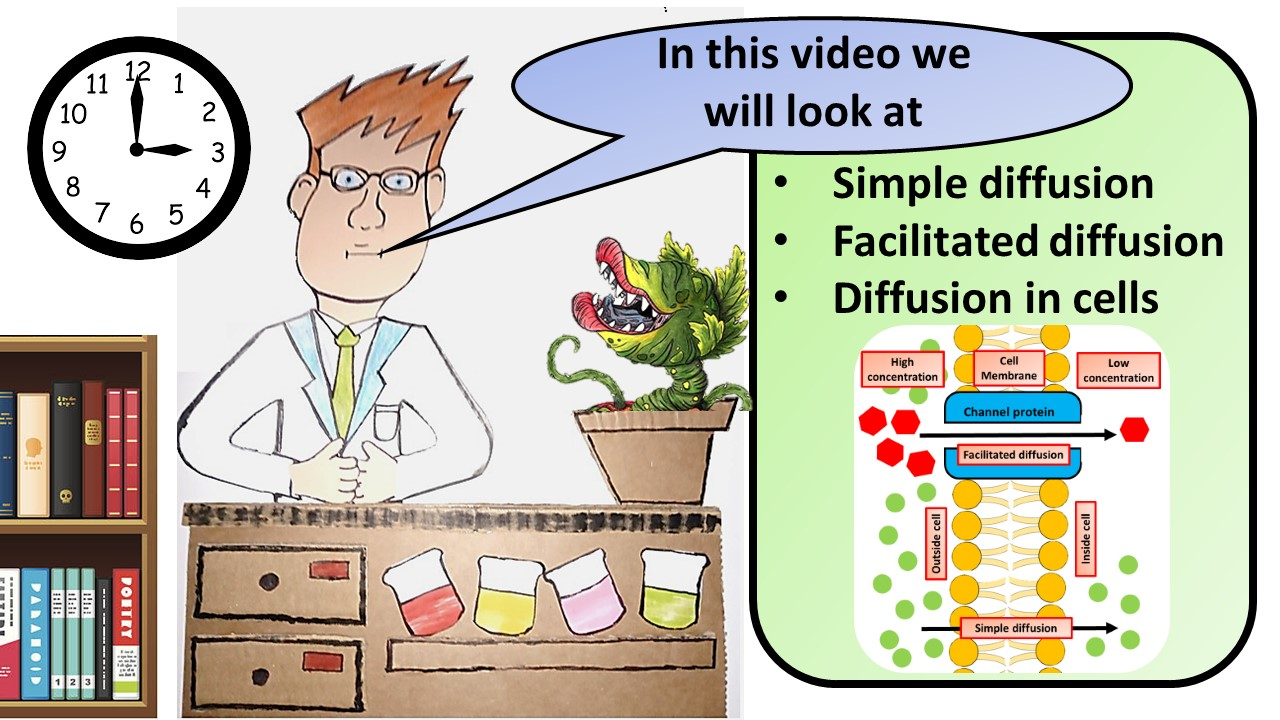 In this video we
will look at
12
11
1
10
2
9
3
8
4
7
5
6
• Simple diffusion
• Facilitated diffusion
• Diffusion in cells
High
concentration
Cell
Membrane
Low
concentration
Channel protein
Facilitated diffusion
Outside cell
Inside cell
Simple diffusion
PARANOID
1 2 3
POETRY